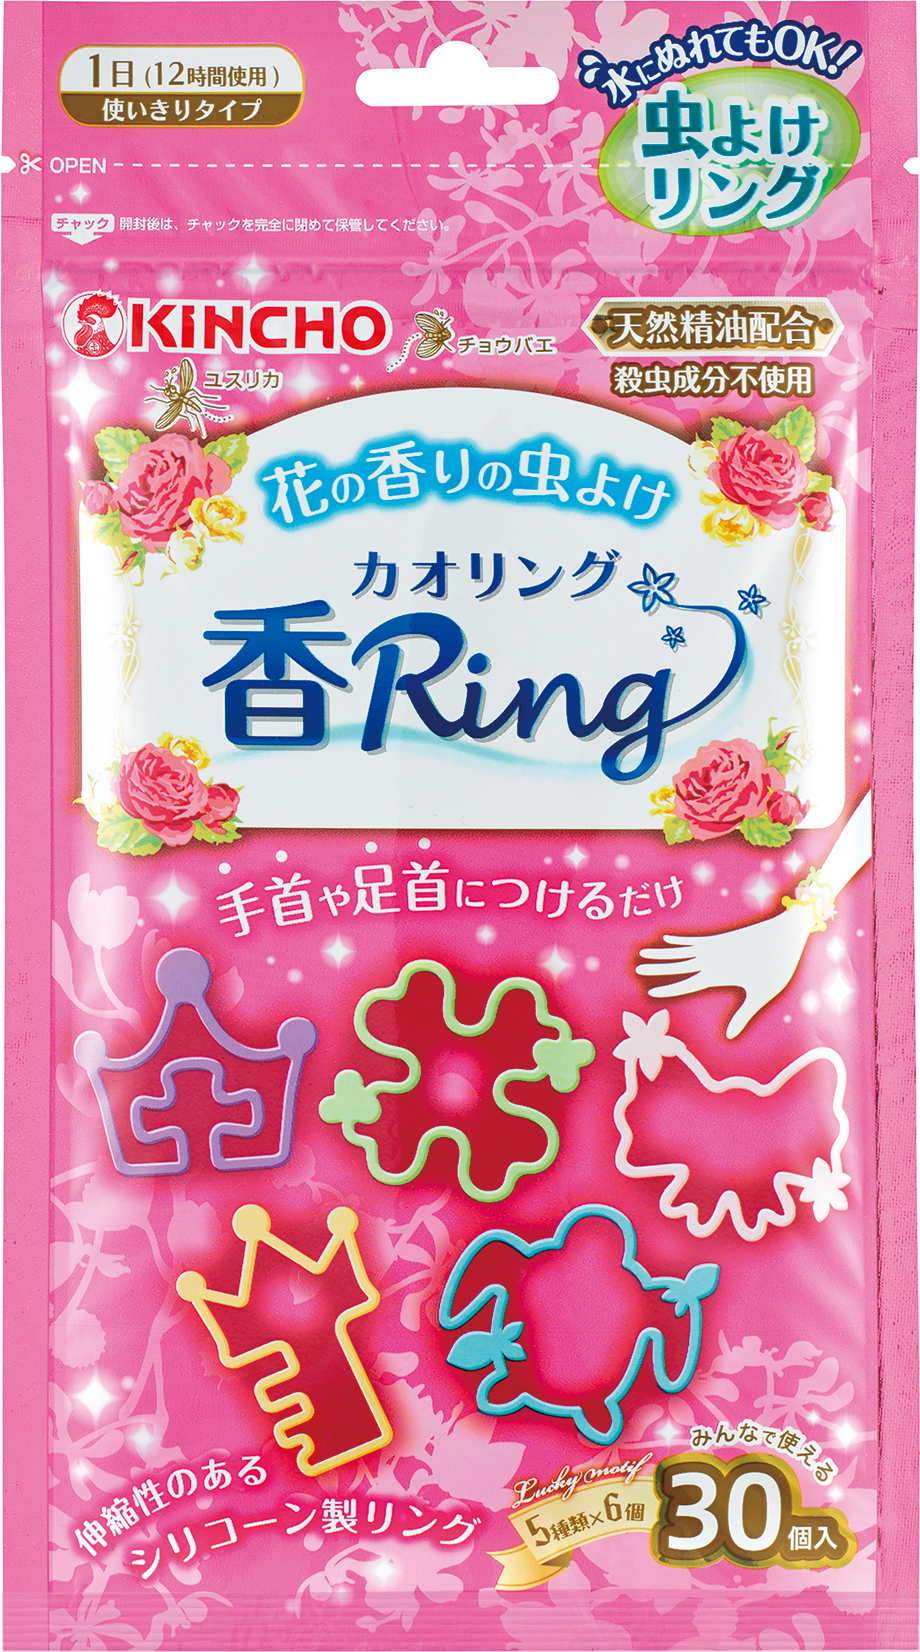 1日(12時間使用)
使いきりタイプ
水にぬれてもOK!
虫よけ
リング
OPEN
チャック 開封後は、チャックを完全に閉めて保管してください。
KINCHO
チョウバエ
ユスリカ
天然精油配合
殺虫成分不使用
花の香りの虫よけ
カオリング
香Ring
手首や足首につけるだけ
伸縮性のある
シリコーン製リング
Lucky motif
5種類×6個
みんなで使える
30個入